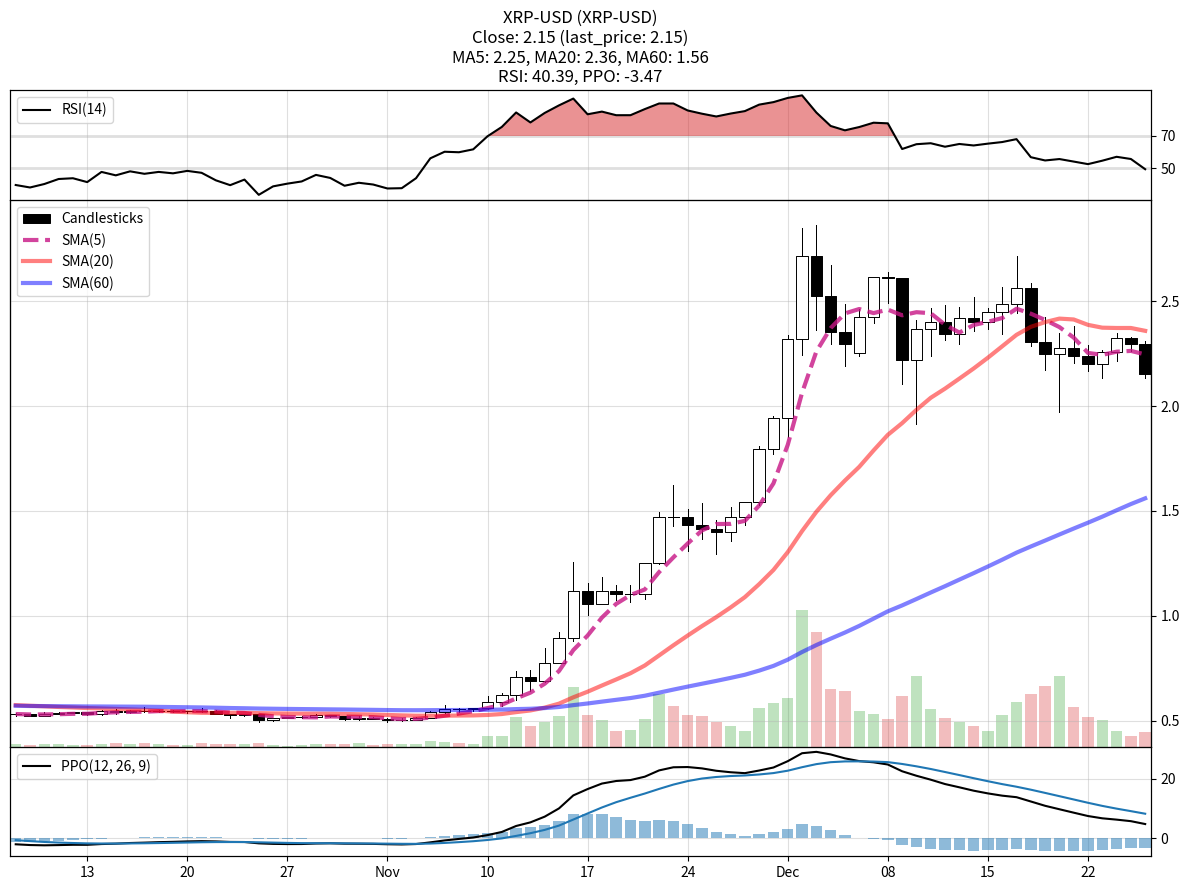 XRP-USD (XRP-USD)
Close: 2.15 (last_price: 2.15)
MA5: 2.25, MA20: 2.36, MA60: 1.56
RSI: 40.39, PPO: -3.47
RSI(14)
70
50
Candlesticks
SMA(5)
SMA(20)
SMA(60)
2.5
2.0
1.5
1.0
0.5
PPO(12, 26, 9)
20
0
13 20 27 Nov 10 17 24 Dec 08 15 22